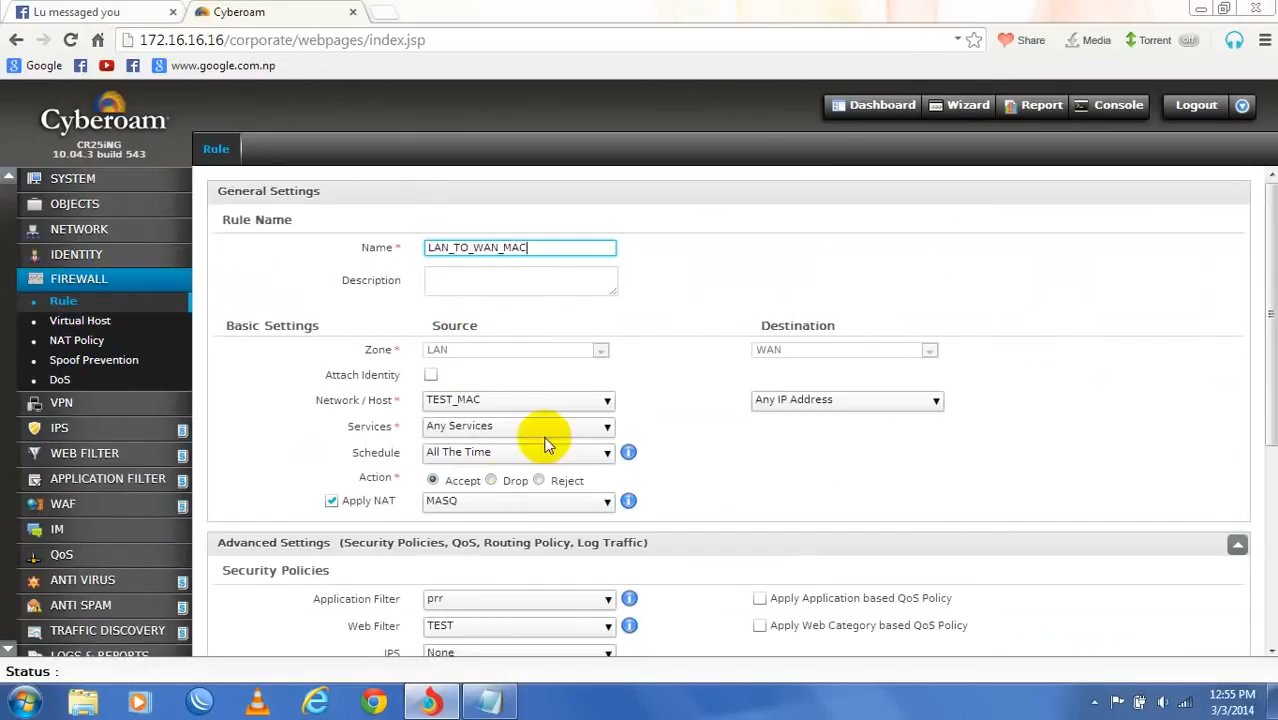 Lu messaged you
Cyberoam
172.16.16.16/corporate/webpages/index.jsp
Share
Media
Torrent
off
Google
www.google.com.np
Cyberoam
CR25iNG
10.04.3 build 543
Dashboard
Wizard
Report
Console
Logout
Rule
SYSTEM
OBJECTS
NETWORK
IDENTITY
FIREWALL
Rule
Virtual Host
NAT Policy
Spoof Prevention
DoS
VPN
IPS
WEB FILTER
APPLICATION FILTER
WAF
IM
QoS
ANTI VIRUS
ANTI SPAM
TRAFFIC DISCOVERY
LOGS & REPORTS
General Settings
Rule Name
Name *
LAN_TO_WAN_MAC
Description
Basic Settings
Source
Destination
Zone *
LAN
WAN
Attach Identity
Network / Host *
TEST_MAC
Any IP Address
Services *
Any Services
Schedule
All The Time
Action *
Accept
Drop
Reject
Apply NAT
MASQ
Advanced Settings (Security Policies, QoS, Routing Policy, Log Traffic)
Security Policies
Application Filter
prr
Apply Application based QoS Policy
Web Filter
TEST
Apply Web Category based QoS Policy
IPS
None
Status :
12:55 PM
3/3/2014